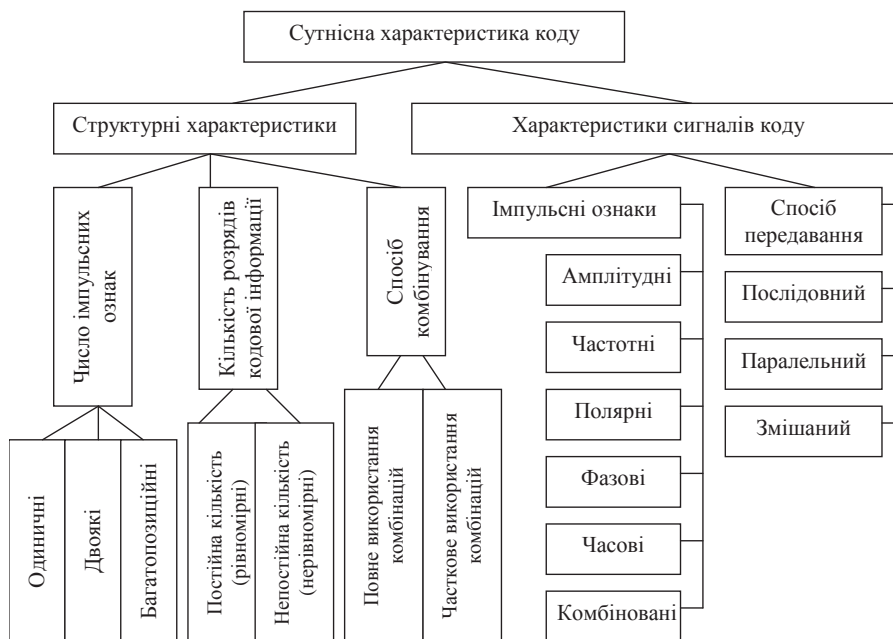 Сутнісна характеристика коду
Структурні характеристики
Характеристики сигналів коду
Число імпульсних
ознак
Кількість розрядів
кодової інформації
Спосіб
комбінування
Імпульсні ознаки
Спосіб
передавання
Амплітудні
Послідовний
Частотні
Паралельний
Полярні
Змішаний
Фазові
Часові
Комбіновані
Одиничні
Двоякі
Багатопозиційні
Постійна кількість
(рівномірні)
Непостійна кількість
(нерівномірні)
Повне використання
комбінацій
Часткове використання
комбінацій